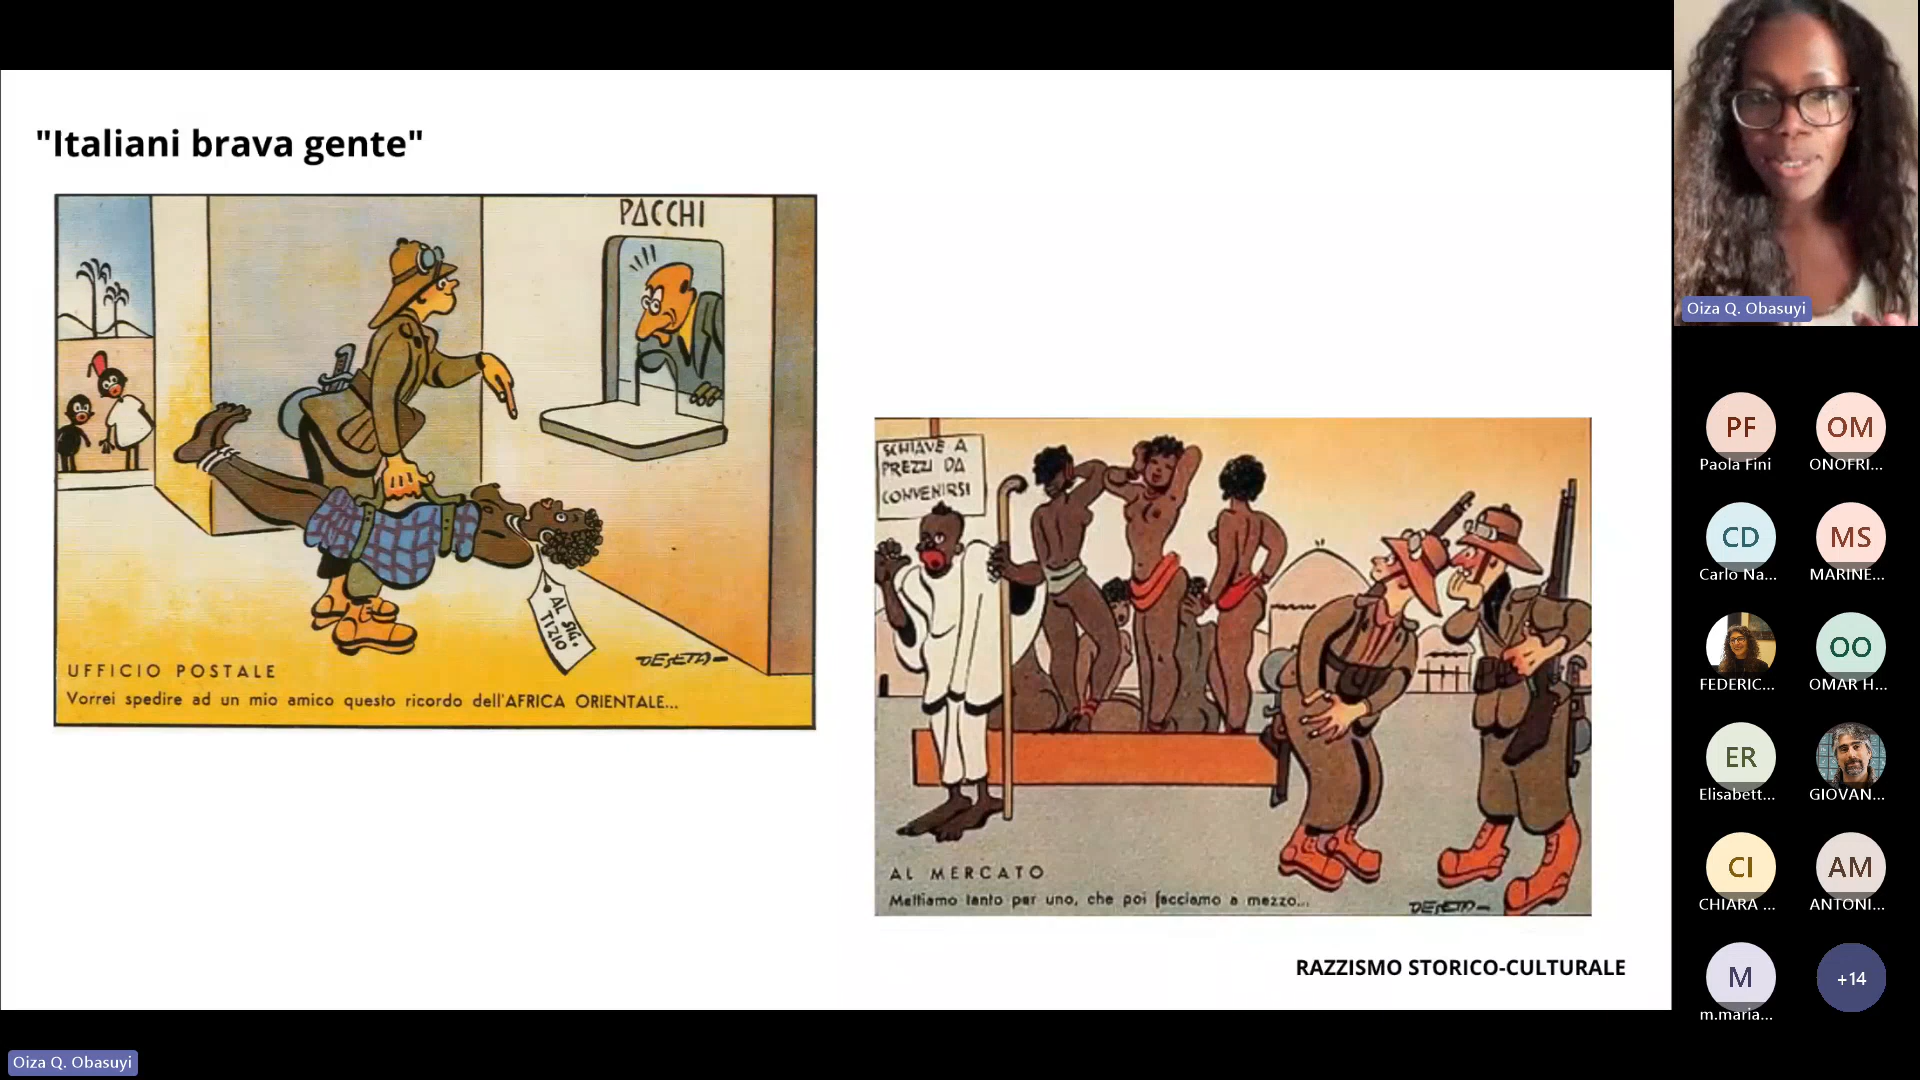 "Italiani brava gente"
PACCHI
AL SIG.
TIZIO
DESETA
UFFICIO POSTALE
Vorrei spedire ad un mio amico questo ricordo dell'AFRICA ORIENTALE...
SCHIAVE A
PREZZI DA
CONVENIRSI
AL MERCATO
Mettiamo tanto per uno, che poi facciamo a mezzo...
DESETA
RAZZISMO STORICO-CULTURALE
Oiza Q. Obasuyi
PF
OM
Paola Fini
ONOFRI...
CD
MS
Carlo Na...
MARINE...
OO
FEDERIC...
OMAR H...
ER
Elisabett...
GIOVAN...
CI
AM
CHIARA ...
ANTONI...
M
+14
m.maria...
Oiza Q. Obasuyi